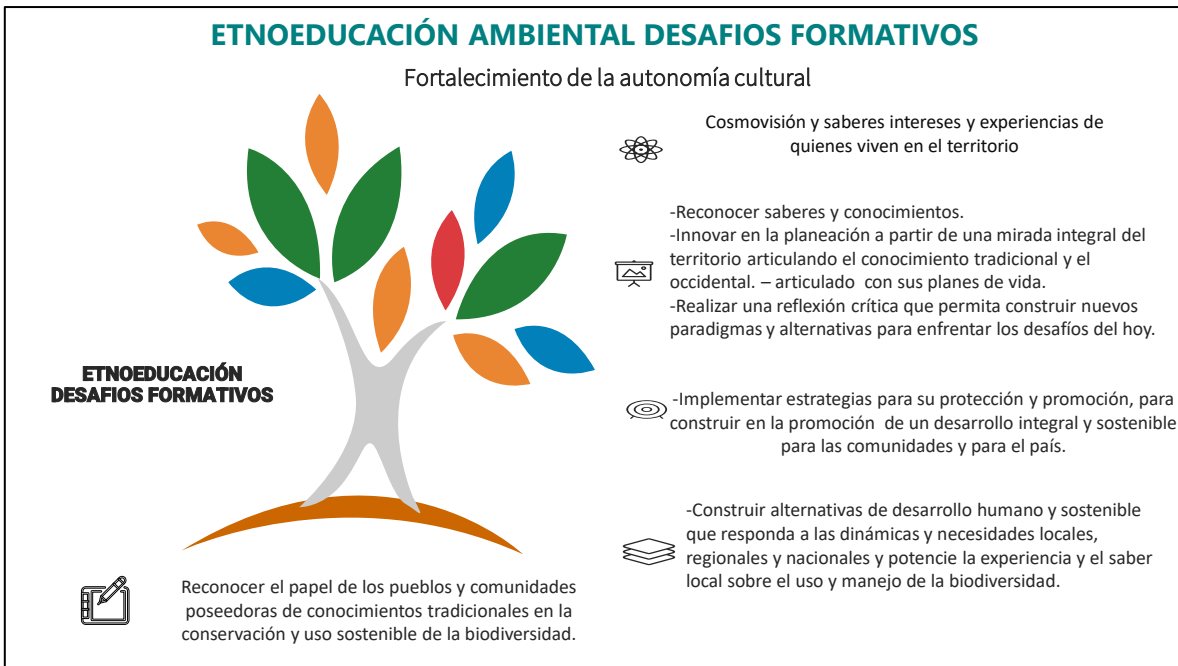 ETNOEDUCACIÓN AMBIENTAL DESAFIOS FORMATIVOS
Fortalecimiento de la autonomía cultural
Cosmovisión y saberes intereses y experiencias de
quienes viven en el territorio
-Reconocer saberes y conocimientos.
-Innovar en la planeación a partir de una mirada integral del
territorio articulando el conocimiento tradicional y el
occidental. – articulado con sus planes de vida.
-Realizar una reflexión crítica que permita construir nuevos
paradigmas y alternativas para enfrentar los desafíos del hoy.
ETNOEDUCACIÓN
DESAFIOS FORMATIVOS
-Implementar estrategias para su protección y promoción, para
construir en la promoción de un desarrollo integral y sostenible
para las comunidades y para el país.
-Construir alternativas de desarrollo humano y sostenible
que responda a las dinámicas y necesidades locales,
regionales y nacionales y potencie la experiencia y el saber
local sobre el uso y manejo de la biodiversidad.
Reconocer el papel de los pueblos y comunidades
poseedoras de conocimientos tradicionales en la
conservación y uso sostenible de la biodiversidad.